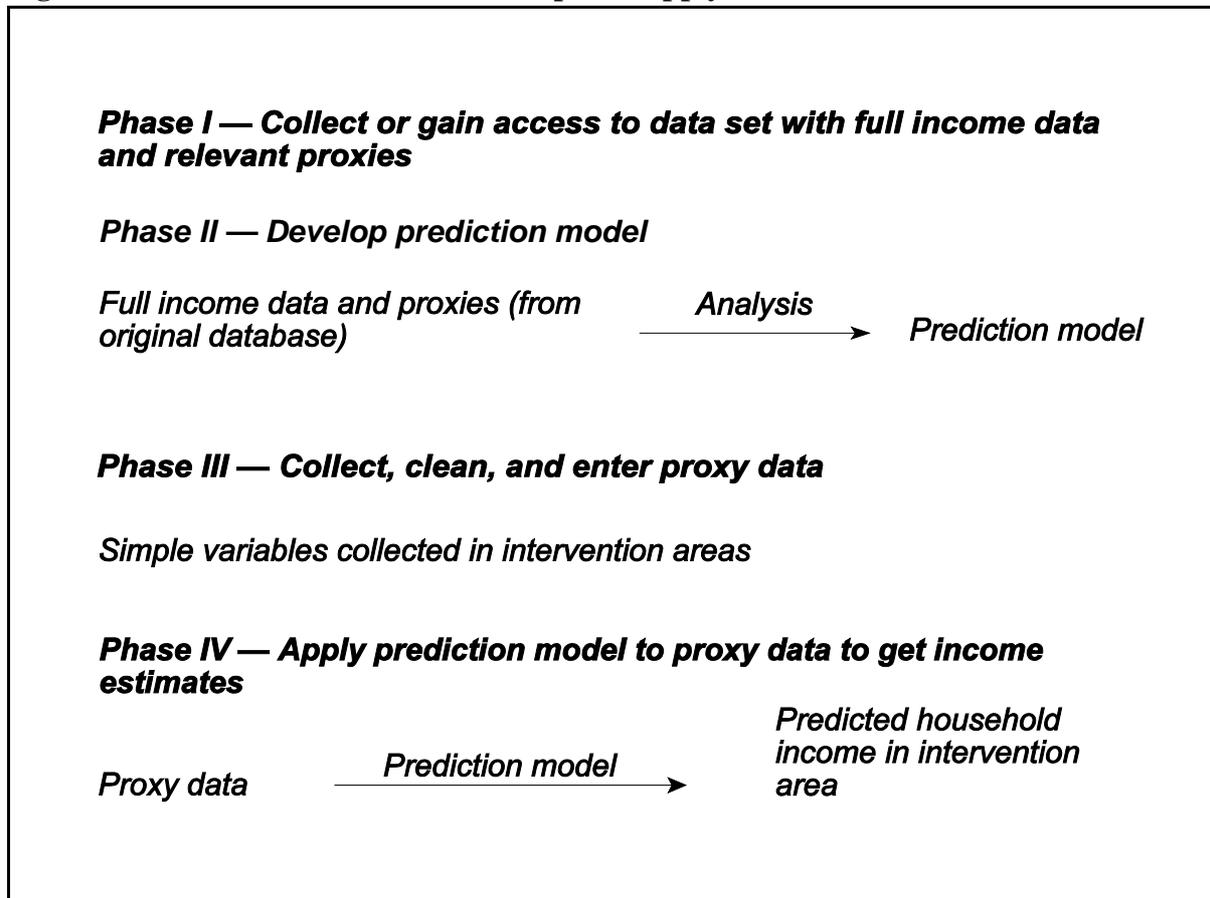 Phase I — Collect or gain access to data set with full income data
and relevant proxies
Phase II — Develop prediction model
Full income data and proxies (from
original database)
Analysis
Prediction model
Phase III — Collect, clean, and enter proxy data
Simple variables collected in intervention areas
Phase IV — Apply prediction model to proxy data to get income
estimates
Proxy data
Prediction model
Predicted household
income in intervention
area